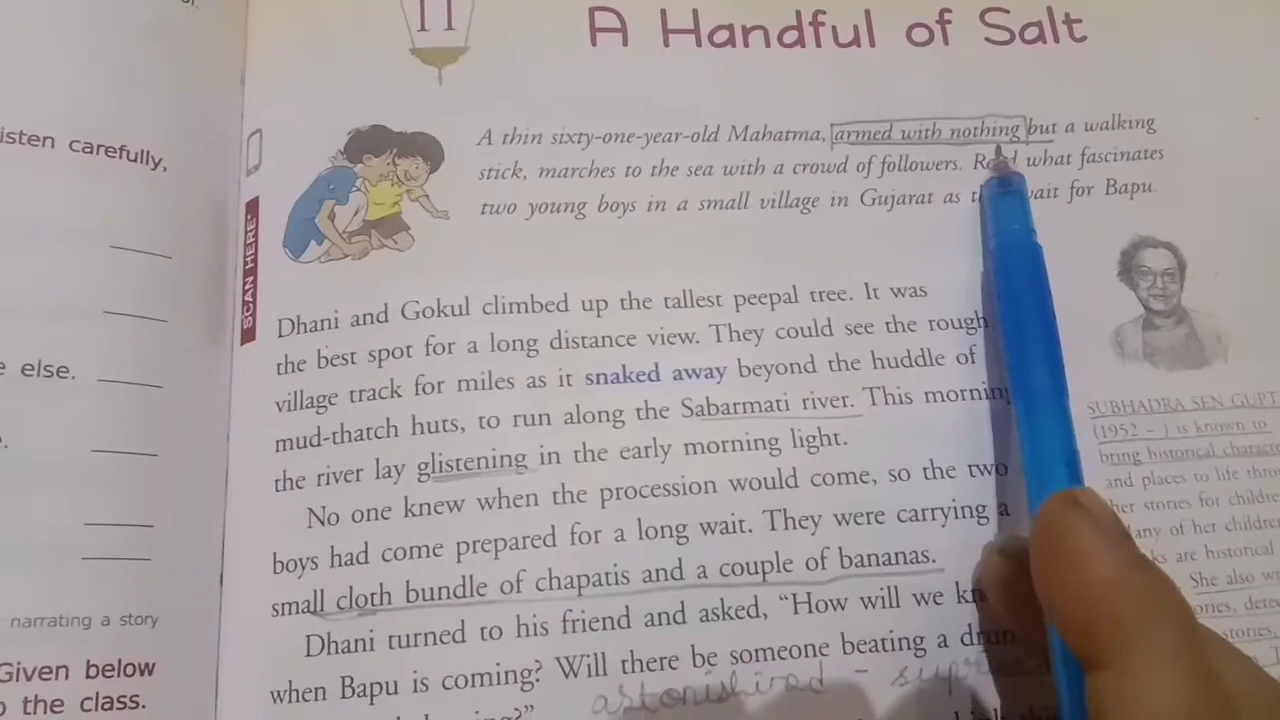 isten carefully,
e else.
narrating a story
Given below
the class.
11
A Handful of Salt
SCAN HERE*
A thin sixty-one-year-old Mahatma, armed with nothing but a walking
stick, marches to the sea with a crowd of followers. Read what fascinates
two young boys in a small village in Gujarat as wait for Bapu.
Dhani and Gokul climbed up the tallest peepal tree. It was
the best spot for a long distance view. They could see the rough
village track for miles as it snaked away beyond the huddle of
mud-thatch huts, to run along the Sabarmati river. This morning
the river lay glistening in the early morning light.
No one knew when the procession would come, so the two
boys had come prepared for a long wait. They were carrying a
small cloth bundle of chapatis and a couple of bananas.
Dhani turned to his friend and asked, “How will we kn
when Bapu is coming? Will there be someone beating a drum
astonishiad - supri
SUBHADRA SEN GUPT
(1952 - ) is known to
bring historical characte
and places to life thro
her stories for childre
any of her children
ks are historical
She also w
ories, dete
stories,